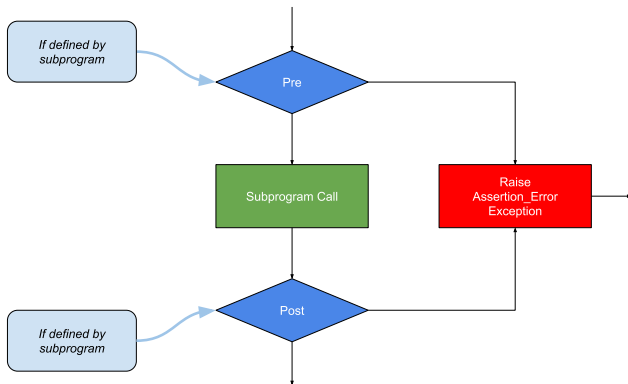 If defined by
subprogram
Pre
Subprogram Call
Raise
Assertion_Error
Exception
Post
If defined by
subprogram